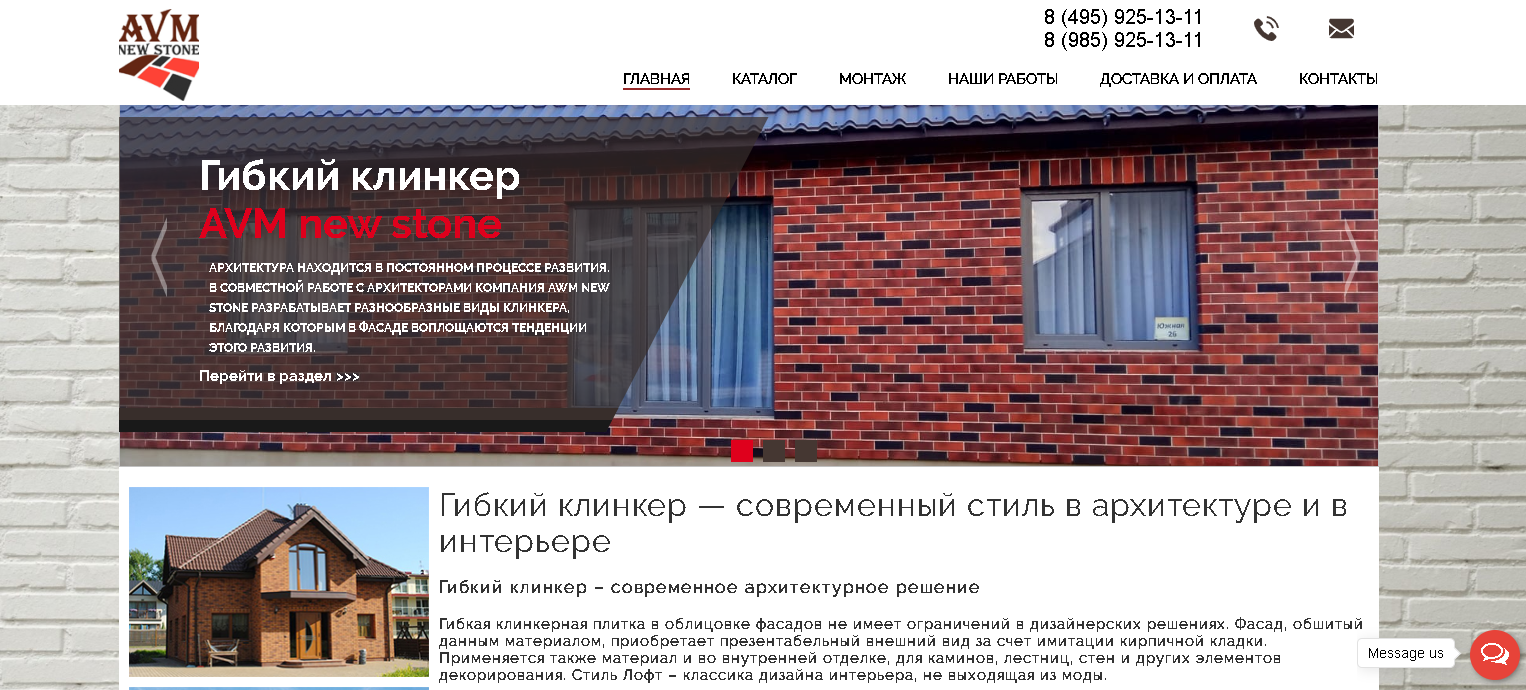 AVM
NEW STONE
8 (495) 925-13-11
8 (985) 925-13-11
ГЛАВНАЯ КАТАЛОГ МОНТАЖ НАШИ РАБОТЫ ДОСТАВКА И ОПЛАТА КОНТАКТЫ
Гибкий клинкер
AVM new stone
АРХИТЕКТУРА НАХОДИТСЯ В ПОСТОЯННОМ ПРОЦЕССЕ РАЗВИТИЯ.
В СОВМЕСТНОЙ РАБОТЕ С АРХИТЕКТОРАМИ КОМПАНИЯ AWM NEW
STONE РАЗРАБАТЫВАЕТ РАЗНООБРАЗНЫЕ ВИДЫ КЛИНКЕРА,
БЛАГОДАРЯ КОТОРЫМ В ФАСАДЕ ВОПЛОЩАЮТСЯ ТЕНДЕНЦИИ
ЭТОГО РАЗВИТИЯ.
Перейти в раздел >>>
Южная
26
Гибкий клинкер — современный стиль в архитектуре и в
интерьере
Гибкий клинкер – современное архитектурное решение
Гибкая клинкерная плитка в облицовке фасадов не имеет ограничений в дизайнерских решениях. Фасад, обшитый
данным материалом, приобретает презентабельный внешний вид за счет имитации кирпичной кладки.
Применяется также материал и во внутренней отделке, для каминов, лестниц, стен и других элементов
декорирования. Стиль Лофт – классика дизайна интерьера, не выходящая из моды.
Message us